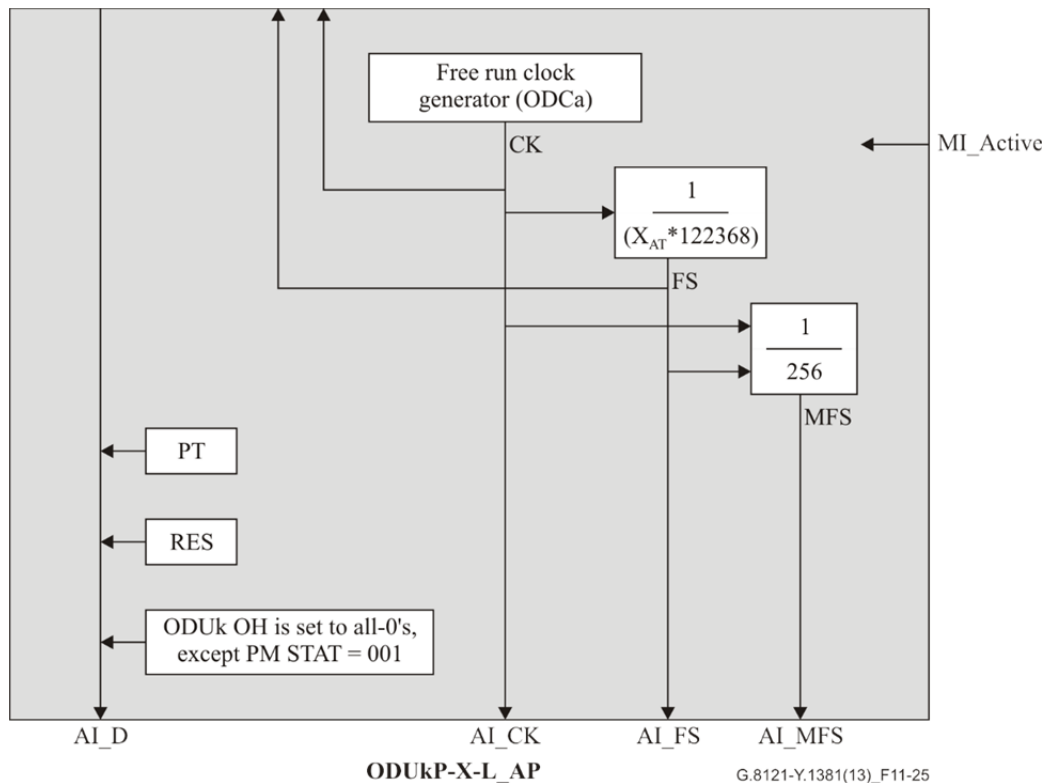 Free run clock
generator (ODCa)
CK
MI_Active
1
(XAT*122368)
FS
1
256
MFS
PT
RES
ODUk OH is set to all-0's,
except PM STAT = 001
AI_D
AI_CK
AI_FS
AI_MFS
ODUkP-X-L_AP
G.8121-Y.1381(13)_F11-25